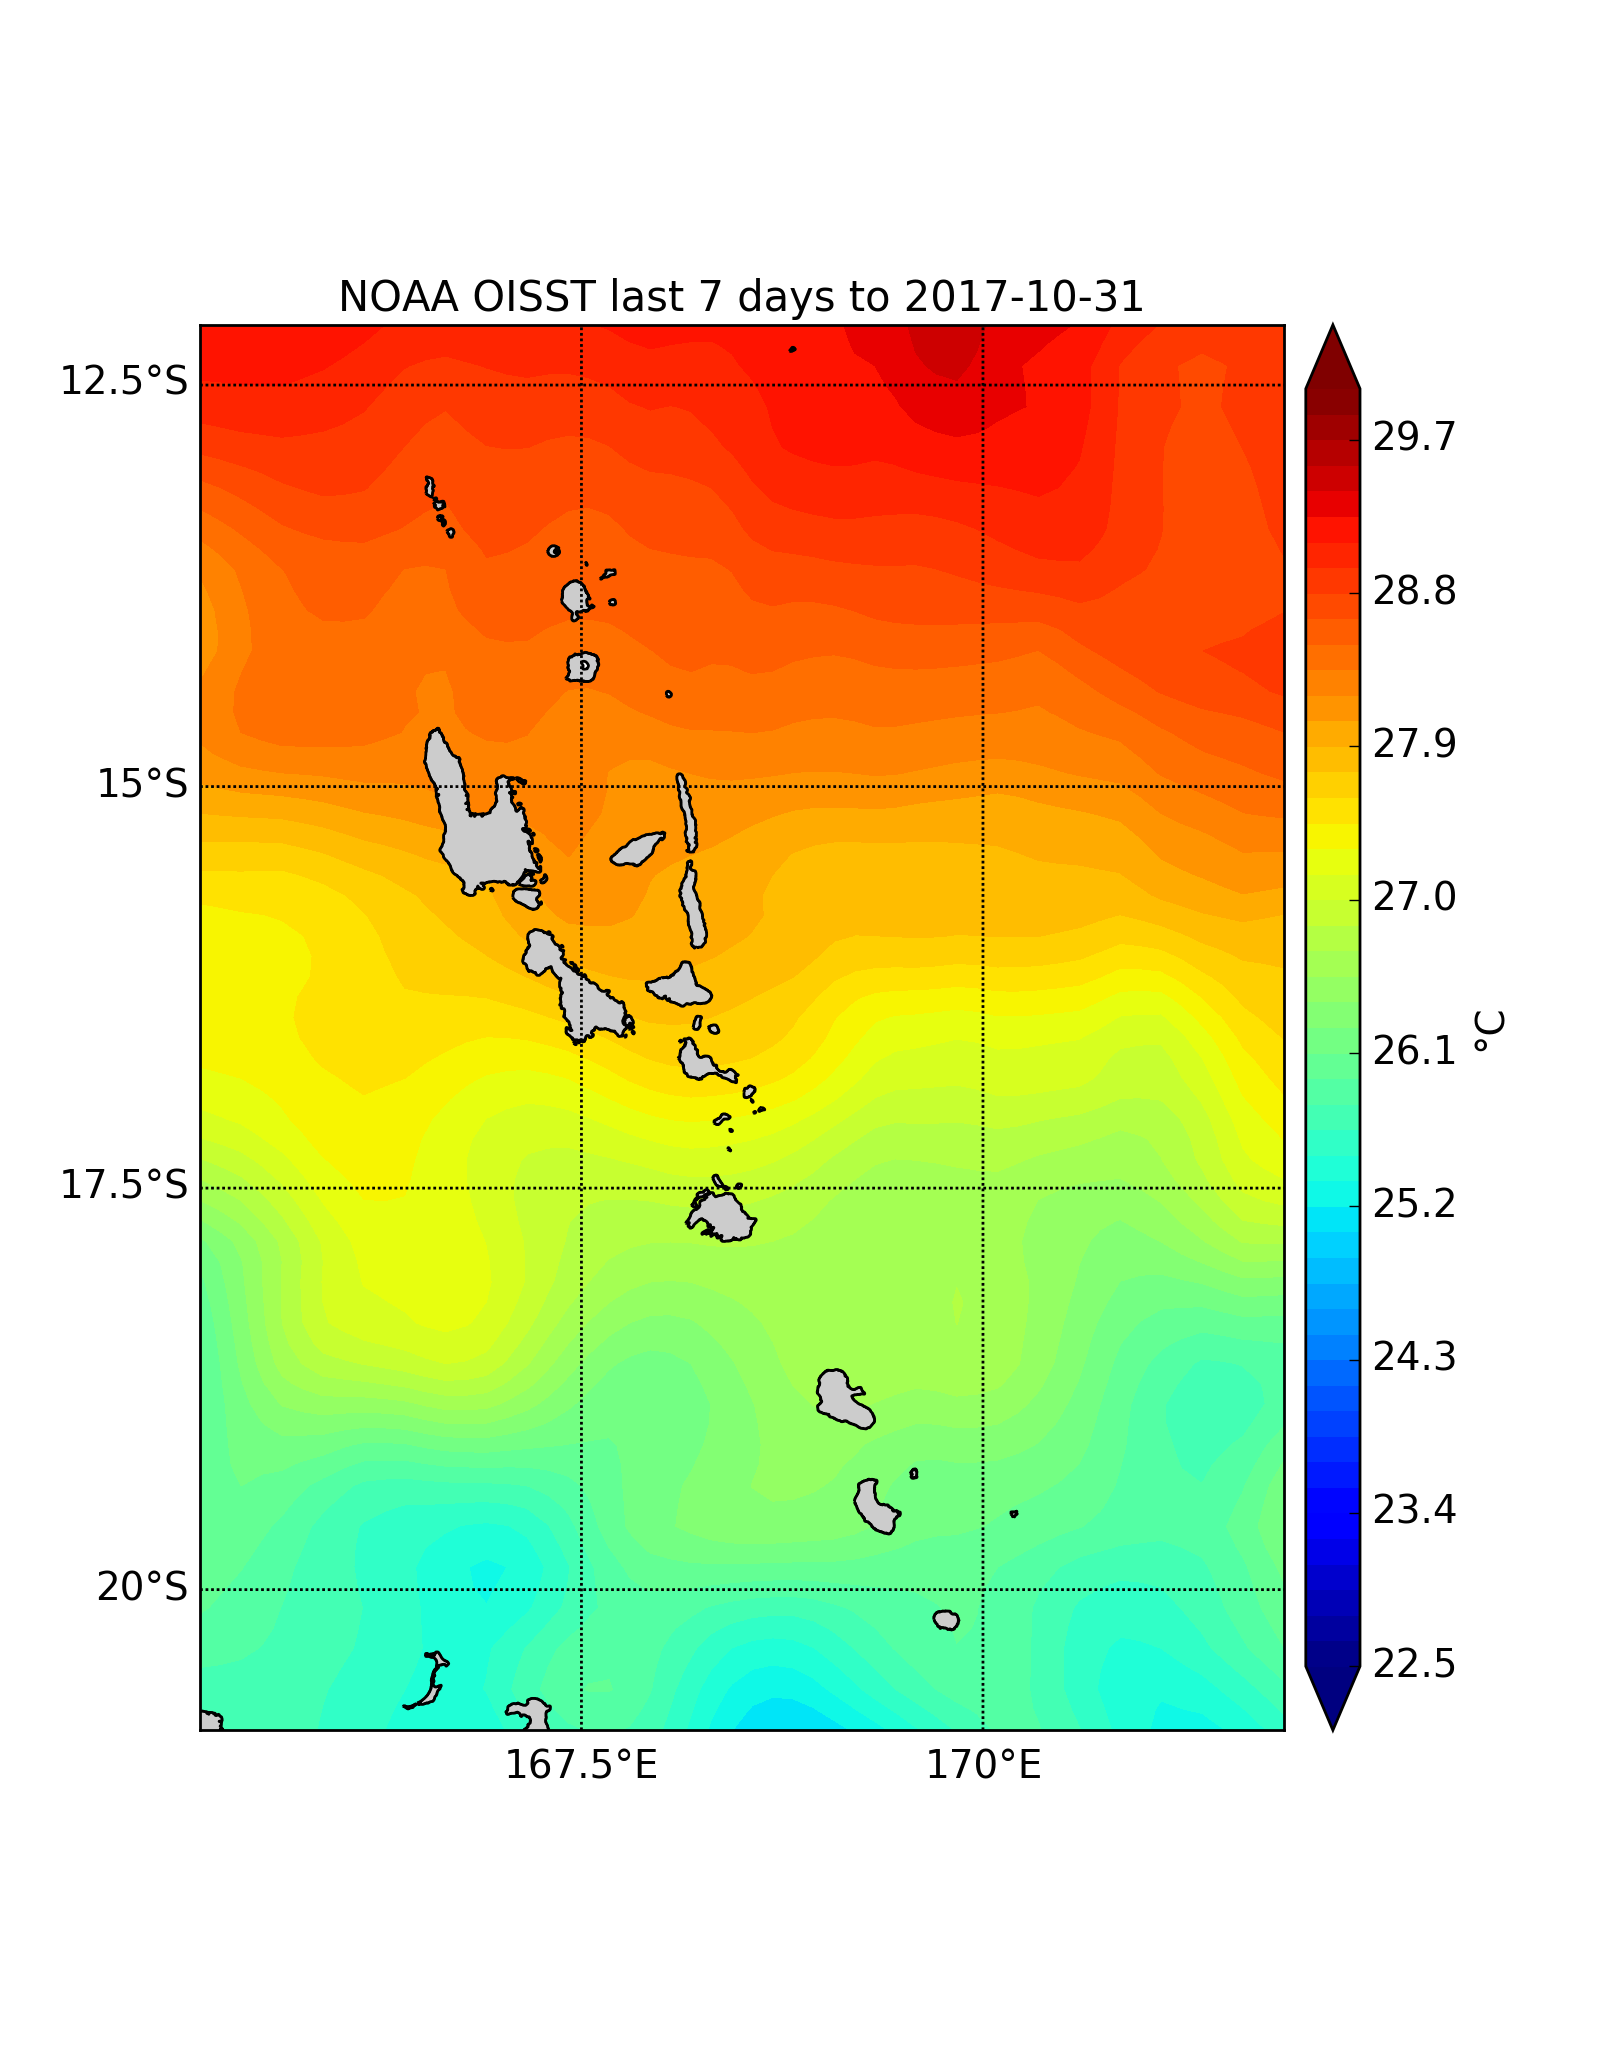 NOAA OISST last 7 days to 2017-10-31
12.5°S
15°S
17.5°S
20°S
167.5°E
170°E
29.7
28.8
27.9
27.0
26.1
25.2
24.3
23.4
22.5
°C